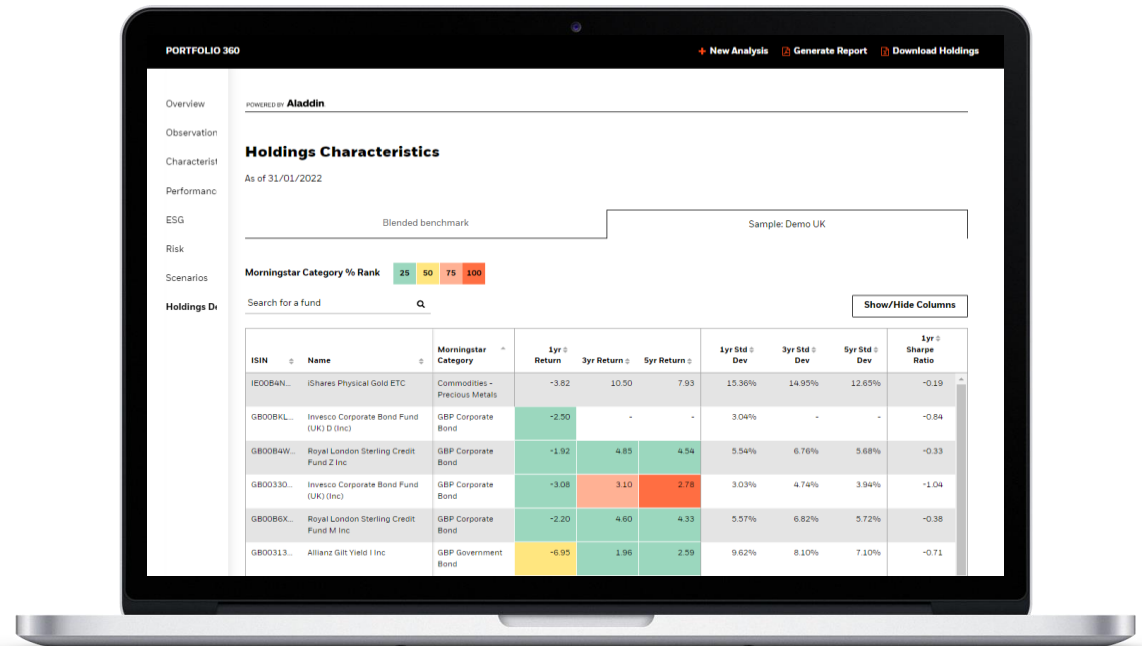 PORTFOLIO 360
New Analysis
Generate Report
Download Holdings
Overview
Observation
Characterist
Performanc
ESG
Risk
Scenarios
Holdings De
POWERED BY Aladdin
Holdings Characteristics
As of 31/01/2022
Blended benchmark
Sample: Demo UK
Morningstar Category % Rank 25 50 75 100
Search for a fund
Show/Hide Columns
ISIN Name Morningstar Category 1yr Return 3yr Return 5yr Return 1yr Std Dev 3yr Std Dev 5yr Std Dev 1yr Sharpe Ratio
IE00B4N... iShares Physical Gold ETC Commodities - Precious Metals -3.82 10.50 7.93 15.36% 14.95% 12.65% -0.19
GB00BKL... Invesco Corporate Bond Fund (UK) D (Inc) GBP Corporate Bond -2.50 - - 3.04% - - -0.84
GB00B4W... Royal London Sterling Credit Fund Z Inc GBP Corporate Bond -1.92 4.85 4.54 5.54% 6.76% 5.68% -0.33
GB00330... Invesco Corporate Bond Fund (UK) (Inc) GBP Corporate Bond -3.08 3.10 2.78 3.03% 4.74% 3.94% -1.04
GB00B6X... Royal London Sterling Credit Fund M Inc GBP Corporate Bond -2.20 4.60 4.33 5.57% 6.82% 5.72% -0.38
GB00313... Allianz Gilt Yield I Inc GBP Government Bond -6.95 1.96 2.59 9.62% 8.10% 7.10% -0.71